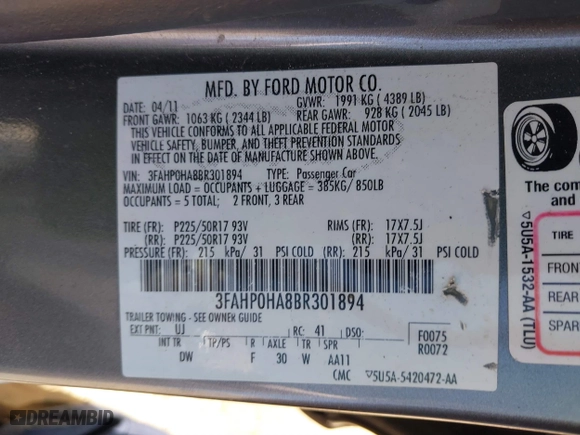 MFD. BY FORD MOTOR CO.
DATE: 04/11 GVWR: 1991 KG ( 4389 LB)
FRONT GAWR: 1063 KG ( 2344 LB) REAR GAWR: 928 KG ( 2045 LB)
THIS VEHICLE CONFORMS TO ALL APPLICABLE FEDERAL MOTOR
VEHICLE SAFETY, BUMPER, AND THEFT PREVENTION STANDARDS
IN EFFECT ON THE DATE OF MANUFACTURE SHOWN ABOVE.
VIN: 3FAHP0HA8BR301894 TYPE: Passenger Car
MAXIMUM LOAD = OCCUPANTS + LUGGAGE = 385KG/ 850LB
OCCUPANTS = 5 TOTAL; 2 FRONT, 3 REAR
TIRE (FR): P225/50R17 93V RIMS (FR): 17X7.5J
(RR): P225/50R17 93V (RR): 17X7.5J
PRESSURE (FR): 215 kPa/ 31 PSI COLD (RR): 215 kPa/ 31 PSI COLD
3FAHP0HA8BR301894
TRAILER TOWING – SEE OWNER GUIDE
EXT PNT: UJ RC: 41 DSO: F0075
R0072
INT TR TP/PS R AXLE TR SPR
DW F 30 W AA11
CMC ▽5U5A-5420472-AA
The com
a
TIRE
FRON
REAR
SPAR
▽5U5A-1532-AA (TLU)
DREAMBID